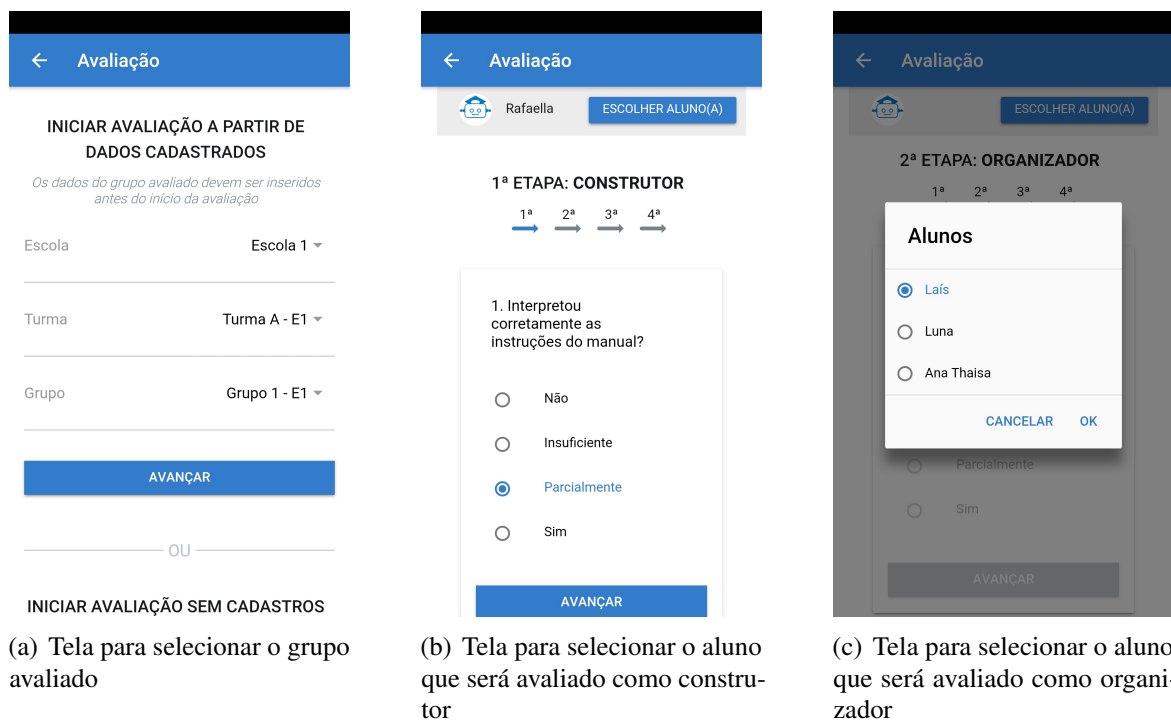 Avaliação
INICIAR AVALIAÇÃO A PARTIR DE
DADOS CADASTRADOS
Os dados do grupo avaliado devem ser inseridos
antes do início da avaliação
Escola Escola 1
Turma Turma A - E1
Grupo Grupo 1 - E1
AVANÇAR
OU
INICIAR AVALIAÇÃO SEM CADASTROS
(a) Tela para selecionar o grupo
avaliado
Avaliação
Rafaella ESCOLHER ALUNO(A)
1ª ETAPA: CONSTRUTOR
1ª 2ª 3ª 4ª
1. Interpretou
corretamente as
instruções do manual?
Não
Insuficiente
Parcialmente
Sim
AVANÇAR
(b) Tela para selecionar o aluno
que será avaliado como constru-
tor
Avaliação
ESCOLHER ALUNO(A)
2ª ETAPA: ORGANIZADOR
1ª 2ª 3ª 4ª
Alunos
Laís
Luna
Ana Thaisa
CANCELAR OK
Parcialmente
Sim
AVANÇAR
(c) Tela para selecionar o aluno
que será avaliado como organi-
zador